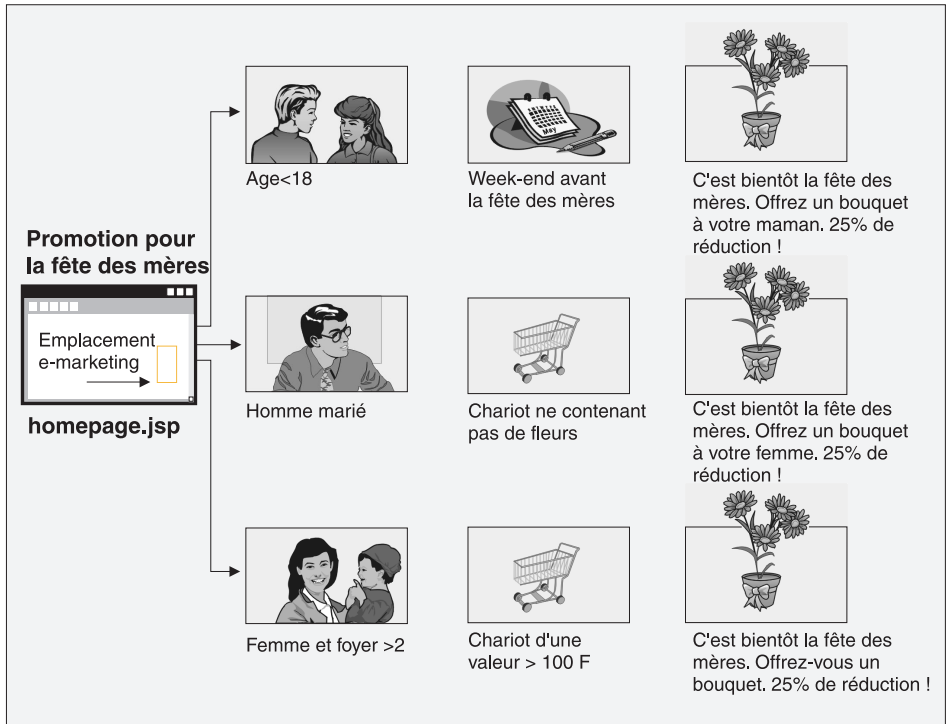 Promotion pour
la fête des mères
Emplacement
e-marketing
homepage.jsp
Age<18
May
Week-end avant
la fête des mères
C'est bientôt la fête des
mères. Offrez un bouquet
à votre maman. 25% de
réduction !
Homme marié
Chariot ne contenant
pas de fleurs
C'est bientôt la fête des
mères. Offrez un bouquet
à votre femme. 25% de
réduction !
Femme et foyer >2
Chariot d'une
valeur > 100 F
C'est bientôt la fête des
mères. Offrez-vous un
bouquet. 25% de réduction !